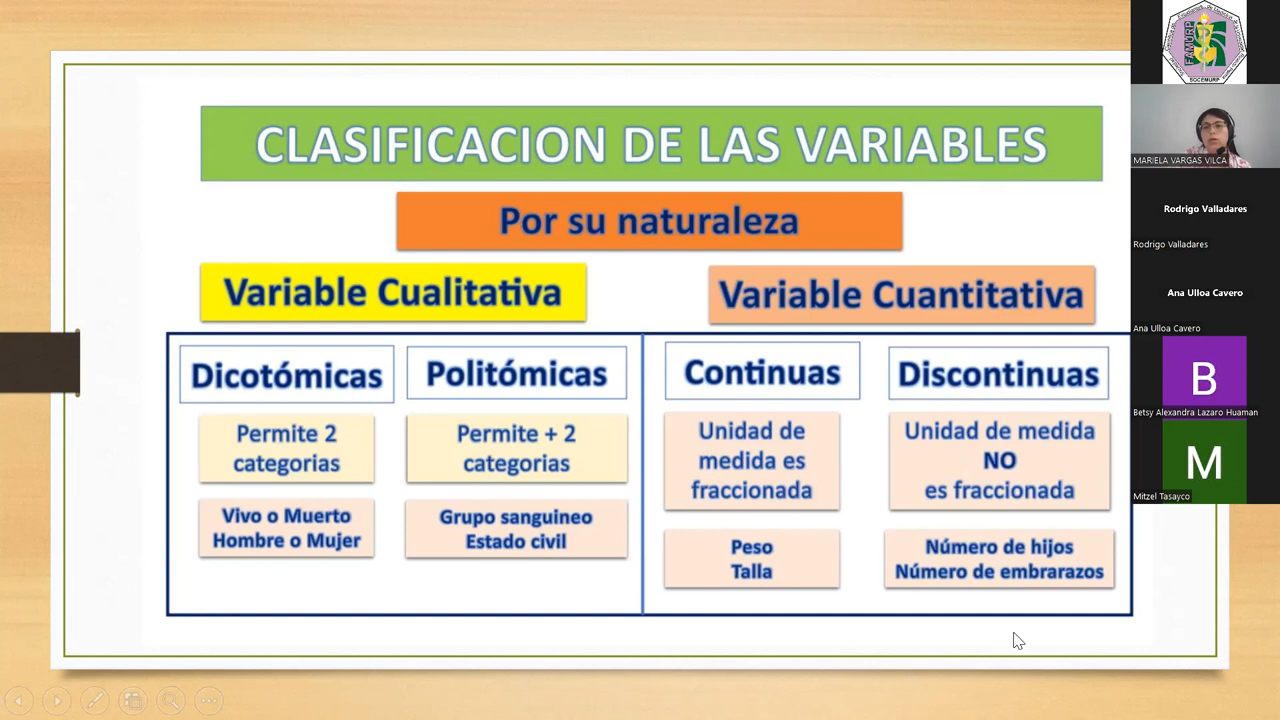 CLASIFICACION DE LAS VARIABLES
Por su naturaleza
Variable Cualitativa
Variable Cuantitativa
Dicotómicas
Politómicas
Continuas
Discontinuas
Permite 2
categorias
Permite + 2
categorias
Unidad de
medida es
fraccionada
Unidad de medida
NO
es fraccionada
Vivo o Muerto
Hombre o Mujer
Grupo sanguineo
Estado civil
Peso
Talla
Número de hijos
Número de embrarazos
FAMURP
SOCEMURP
MARIELA VARGAS VILCA
Rodrigo Valladares
Rodrigo Valladares
Ana Ulloa Cavero
Ana Ulloa Cavero
B
Betsy Alexandra Lazaro Huaman
M
Mitzel Tasayco